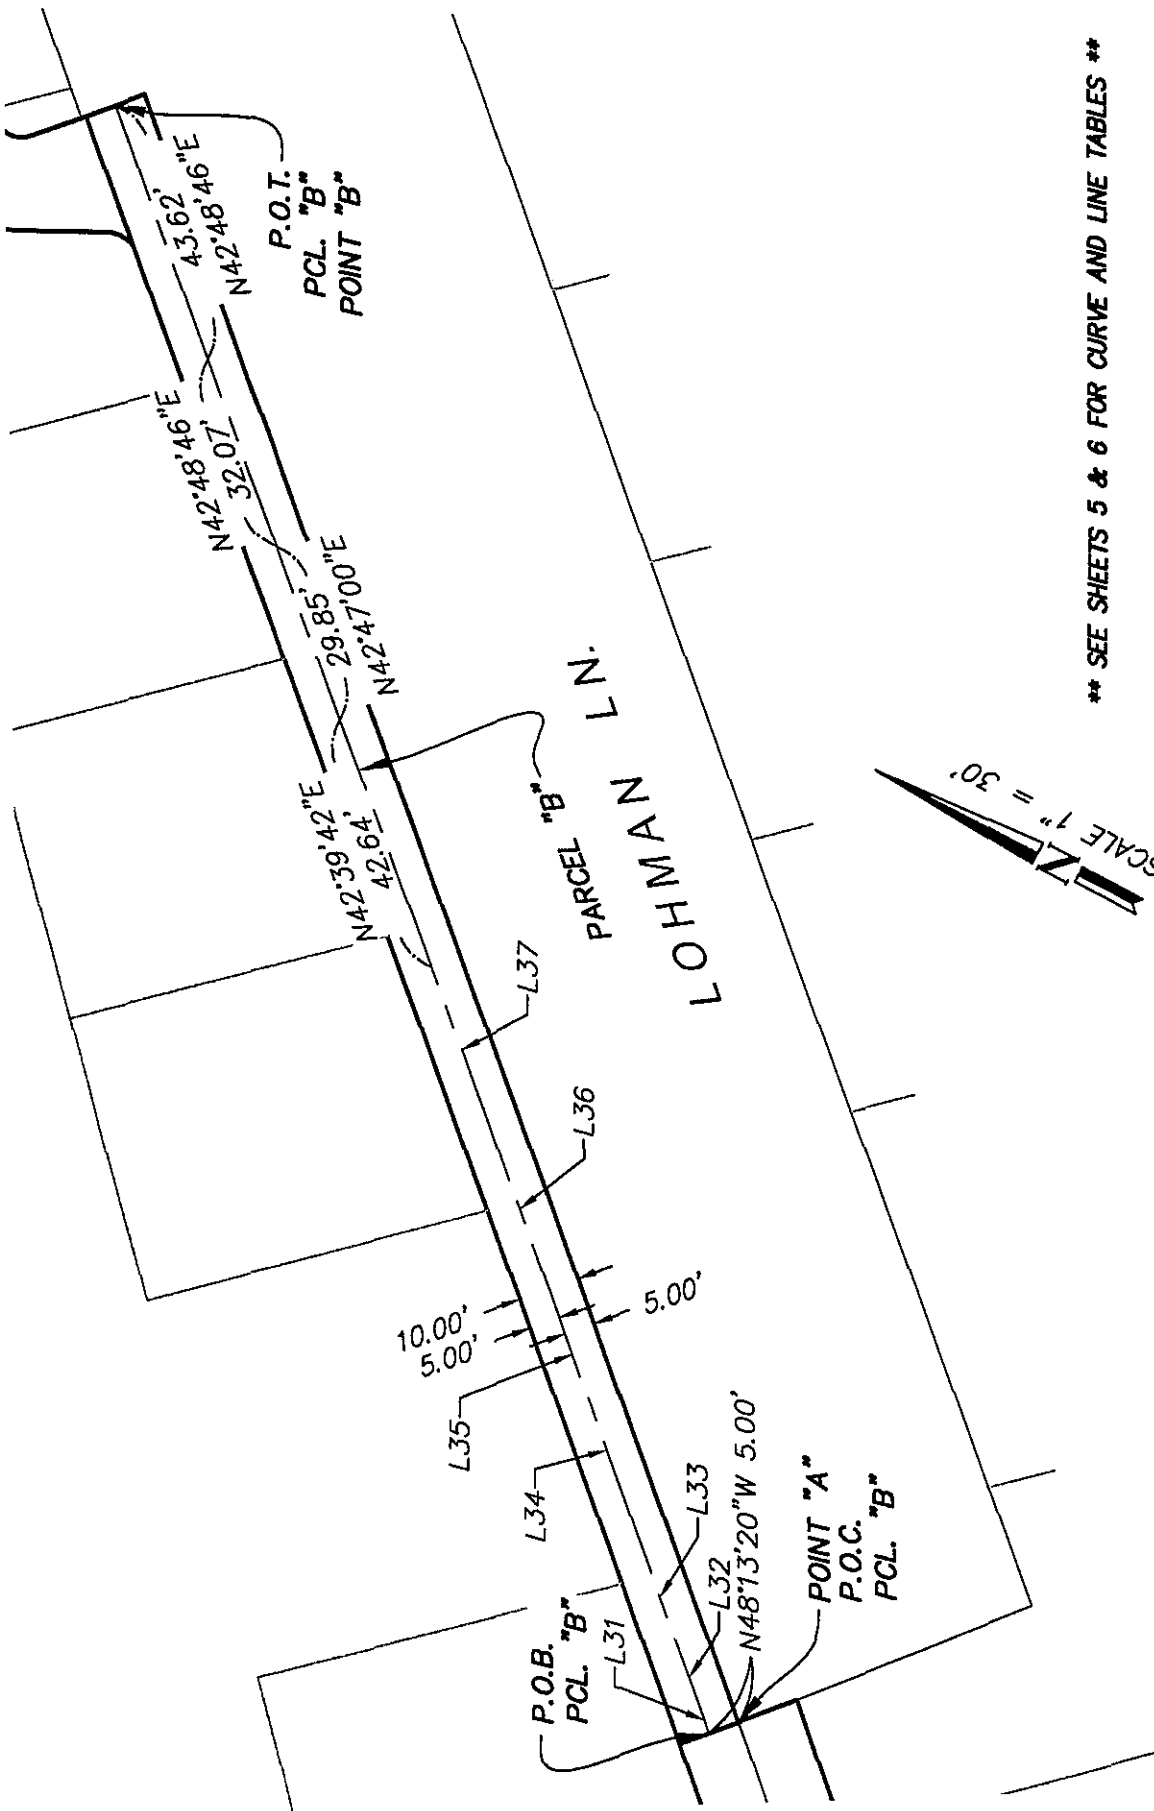 43.62'
N42°48'46"E
P.O.T.
PCL. "B"
POINT "B"
N42°48'46"E
32.07'
29.85'
N42°47'00"E
N42°39'42"E
42.64'
PARCEL "B"
LOHMAN LN.
L37
L36
10.00'
5.00'
5.00'
L35
L34
L33
L32
N48°13'20"W 5.00'
L31
P.O.B.
PCL. "B"
POINT "A"
P.O.C.
PCL. "B"
N
SCALE 1" = 30'
** SEE SHEETS 5 & 6 FOR CURVE AND LINE TABLES **